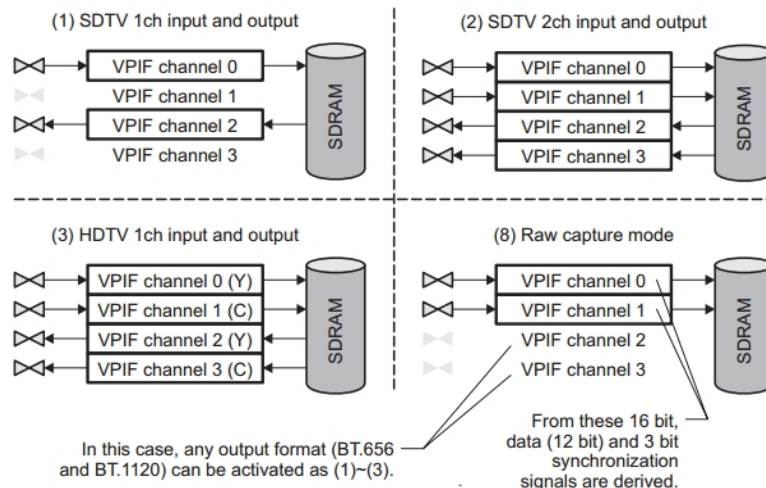 (1) SDTV 1ch input and output
VPIF channel 0
VPIF channel 1
VPIF channel 2
VPIF channel 3
SDRAM
(2) SDTV 2ch input and output
VPIF channel 0
VPIF channel 1
VPIF channel 2
VPIF channel 3
SDRAM
(3) HDTV 1ch input and output
VPIF channel 0 (Y)
VPIF channel 1 (C)
VPIF channel 2 (Y)
VPIF channel 3 (C)
SDRAM
(8) Raw capture mode
VPIF channel 0
VPIF channel 1
VPIF channel 2
VPIF channel 3
SDRAM
In this case, any output format (BT.656
and BT.1120) can be activated as (1)~(3).
From these 16 bit,
data (12 bit) and 3 bit
synchronization
signals are derived.